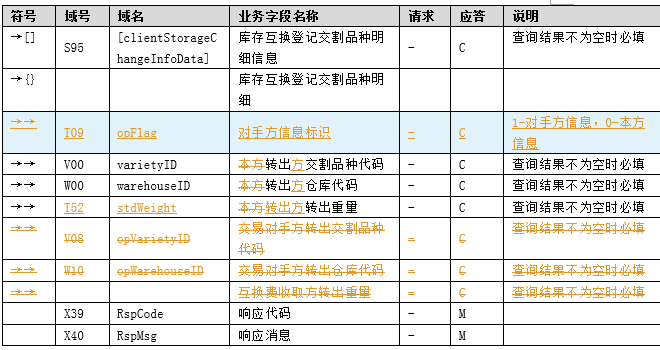 符号 域号 域名 业务字段名称 请求 应答 说明
→[] S95 [clientStorageC 库存互换登记交割品种明 - C 查询结果不为空时必填
hangeInfoData] 细信息
→{} 库存互换登记交割品种明
细
→→ T09 opFlag 对手方信息标识 - C 1-对手方信息，0-本方
信息
→→ V00 varietyID 本方转出方交割品种代码 - C 查询结果不为空时必填
→→ W00 warehouseID 本方转出方仓库代码 - C 查询结果不为空时必填
→→ T52 stdWeight 本方转出方转出重量 - C 查询结果不为空时必填
→→ V08 opVarietyID 交易对手方转出交割品种 - C 查询结果不为空时必填
代码
→→ W10 opWarehouseID 交易对手方转出仓库代码 - C 查询结果不为空时必填
→→ 互换费收取方转出重量 - C 查询结果不为空时必填
X39 RspCode 响应代码 - M
X40 RspMsg 响应消息 - M